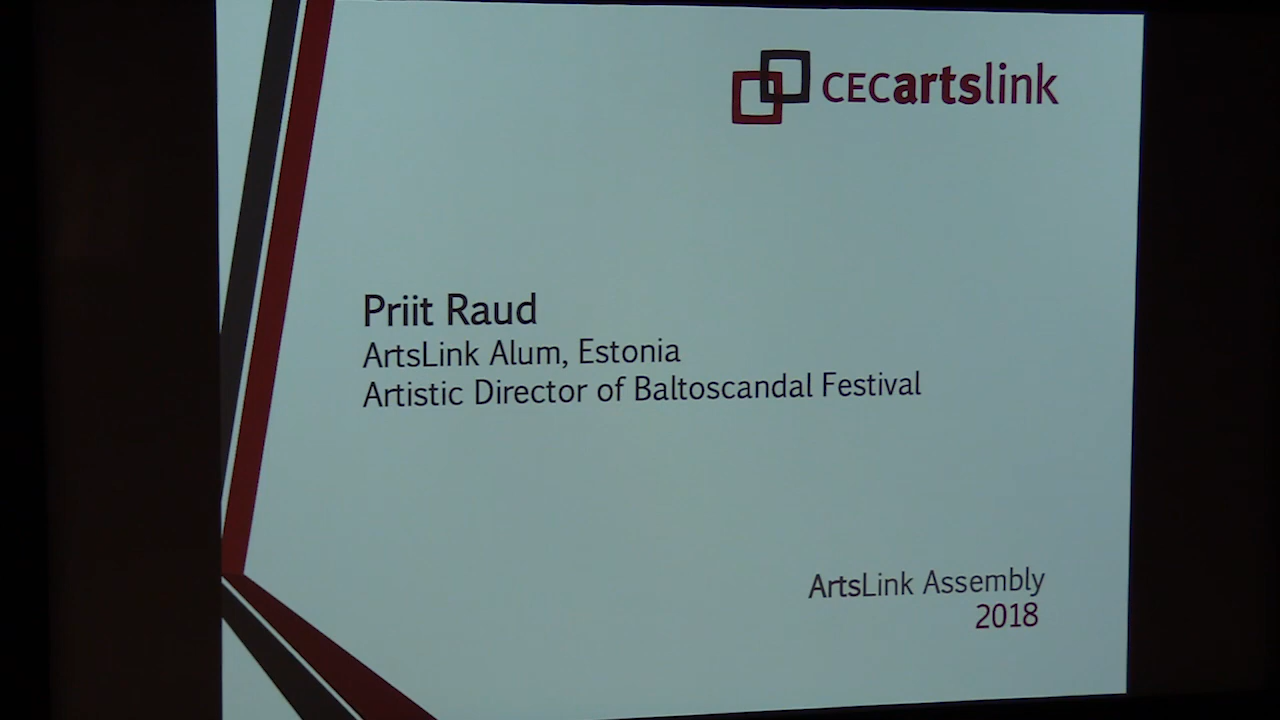 CECartslink
Priit Raud
ArtsLink Alum, Estonia
Artistic Director of Baltoscandal Festival
ArtsLink Assembly
2018